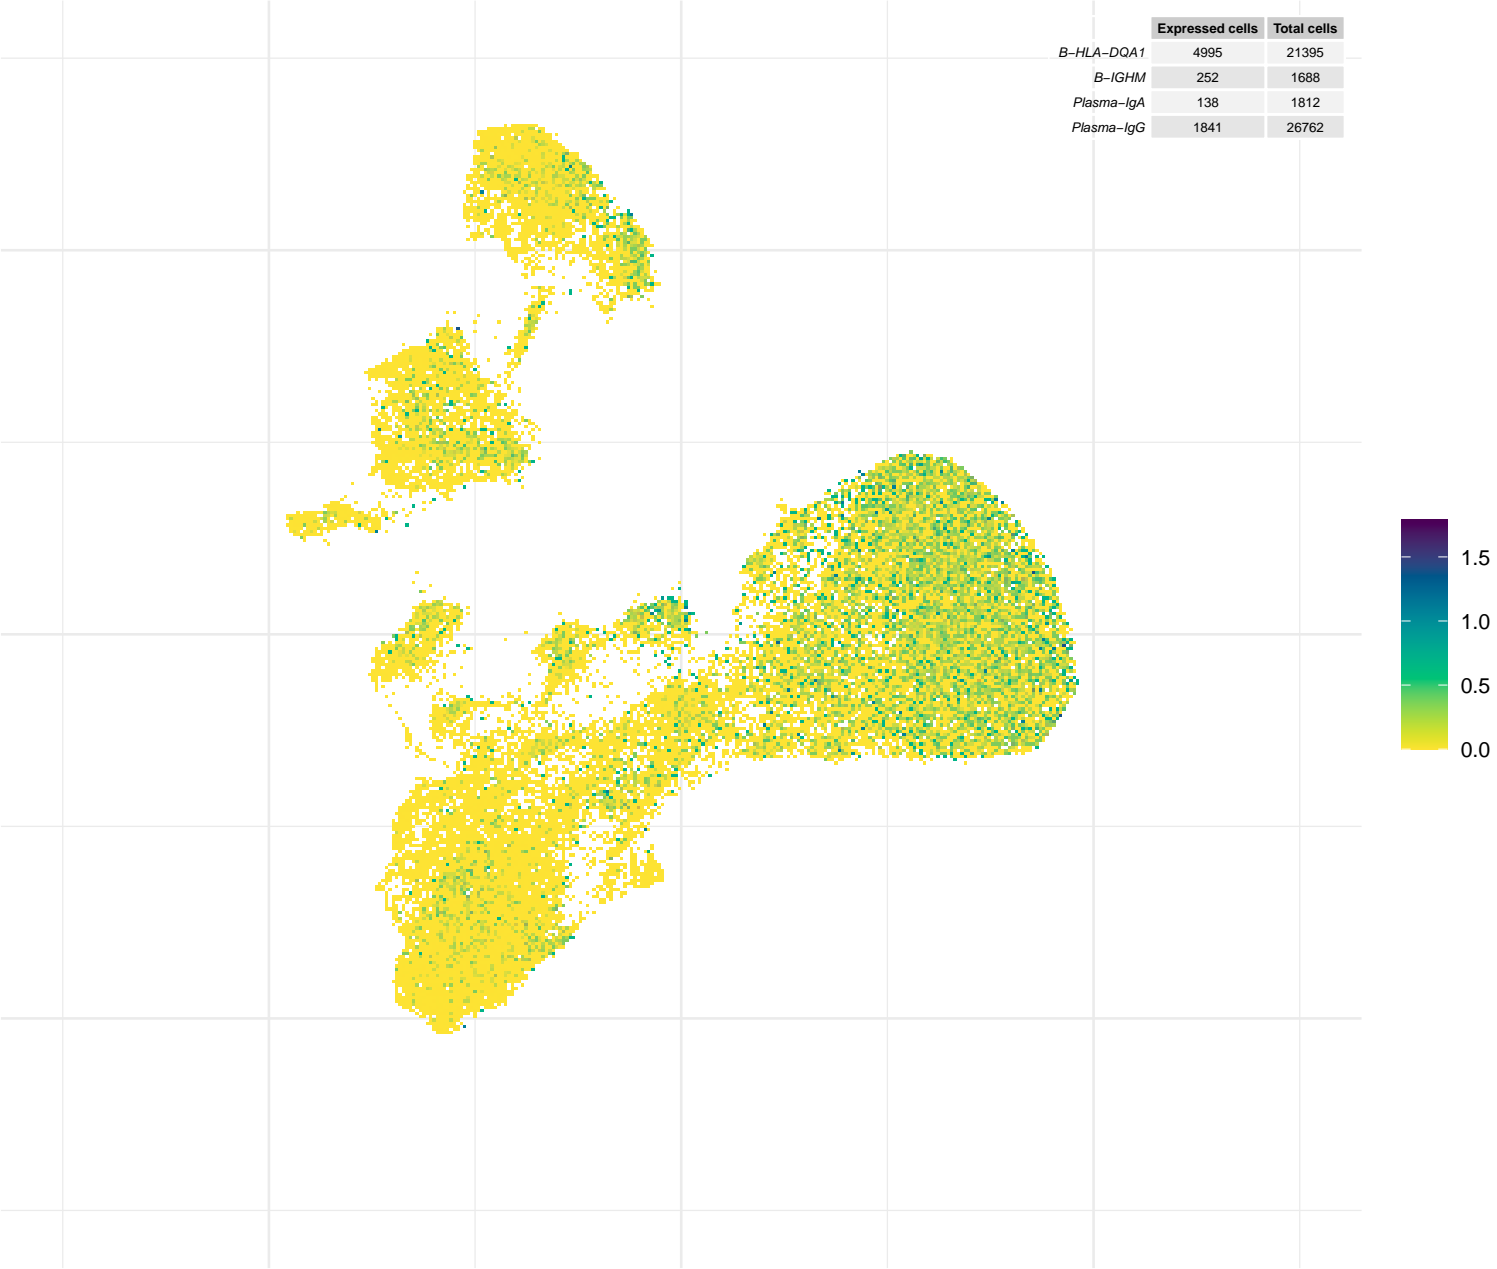 Expressed cells Total cells
B−HLA−DQA1 4995 21395
B−IGHM 252 1688
Plasma−IgA 138 1812
Plasma−IgG 1841 26762
1.5
1.0
0.5
0.0